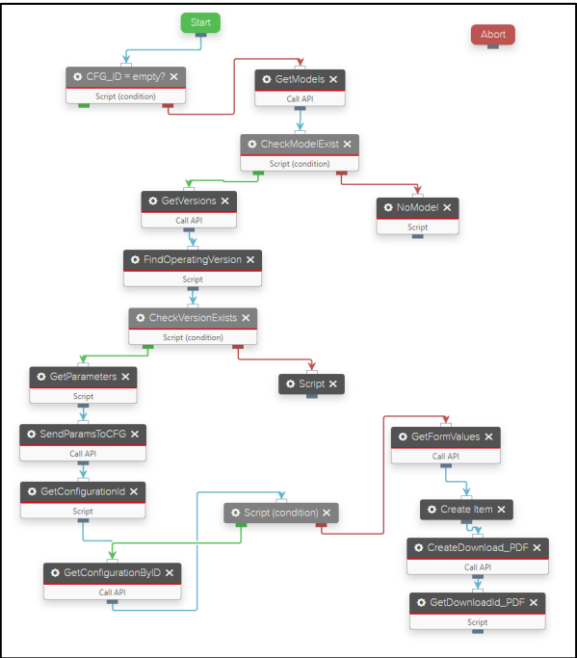 Start
Abort
CFG_ID = empty?
Script (condition)
GetModels
Call API
CheckModelExist
Script (condition)
GetVersions
Call API
NoModel
Script
FindOperatingVersion
Script
CheckVersionExists
Script (condition)
GetParameters
Script
Script
SendParamsToCFG
Call API
GetFormValues
Call API
GetConfigurationId
Script
Script (condition)
Create Item
CreateDownload_PDF
Call API
GetConfigurationByID
Call API
GetDownloadId_PDF
Script